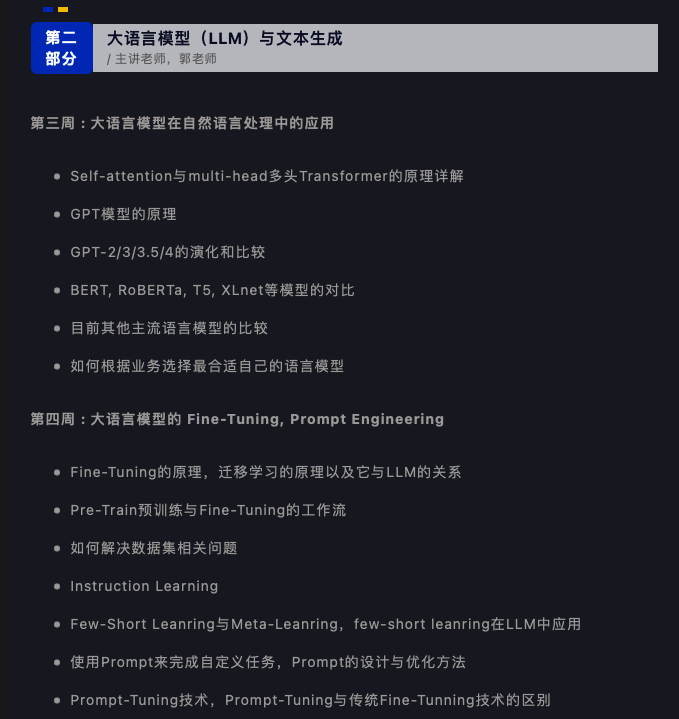 第二
部分
大语言模型（LLM）与文本生成
/ 主讲老师，郭老师
第三周：大语言模型在自然语言处理中的应用
Self-attention与multi-head多头Transformer的原理详解
GPT模型的原理
GPT-2/3/3.5/4的演化和比较
BERT, RoBERTa, T5, XLnet等模型的对比
目前其他主流语言模型的比较
如何根据业务选择最合适自己的语言模型
第四周：大语言模型的 Fine-Tuning, Prompt Engineering
Fine-Tuning的原理，迁移学习的原理以及它与LLM的关系
Pre-Train预训练与Fine-Tuning的工作流
如何解决数据集相关问题
Instruction Learning
Few-Short Leanring与Meta-Leanring，few-short leanring在LLM中应用
使用Prompt来完成自定义任务，Prompt的设计与优化方法
Prompt-Tuning技术，Prompt-Tuning与传统Fine-Tunning技术的区别